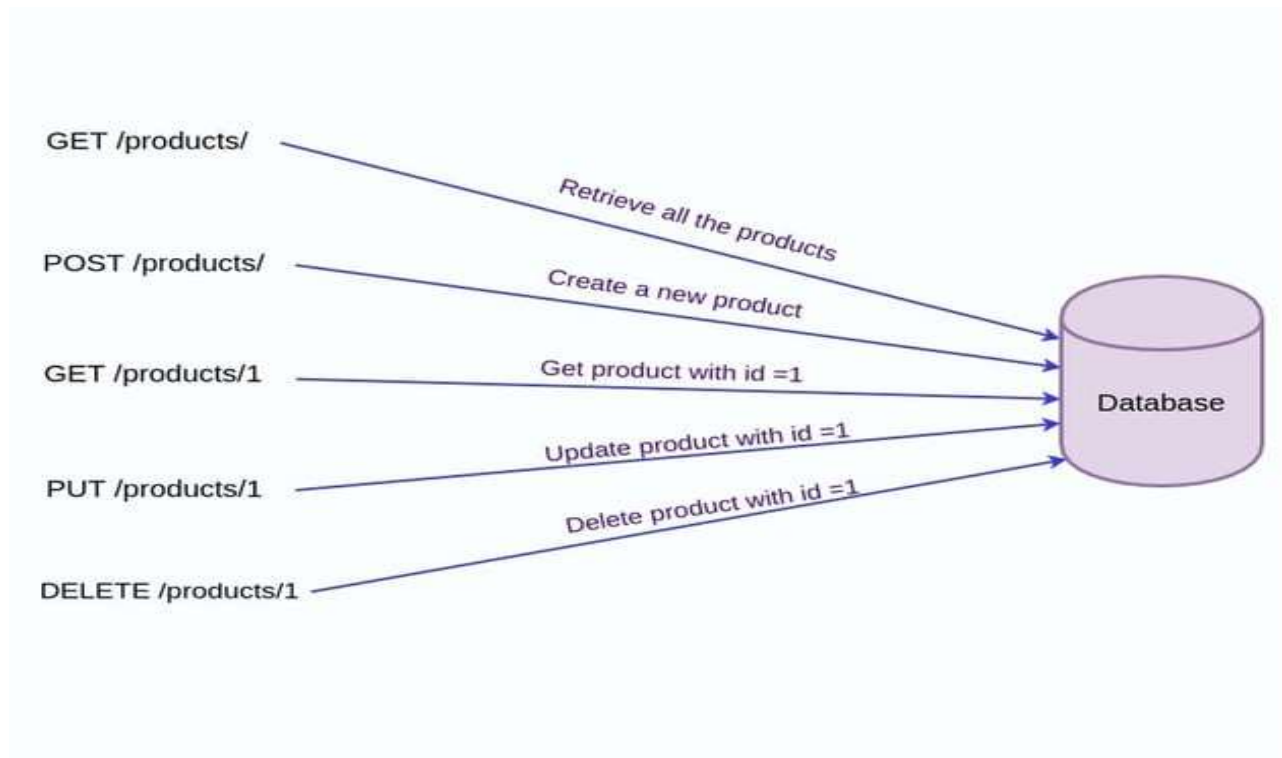 GET /products/
Retrieve all the products
POST /products/
Create a new product
GET /products/1
Get product with id =1
Database
PUT /products/1
Update product with id =1
DELETE /products/1
Delete product with id =1